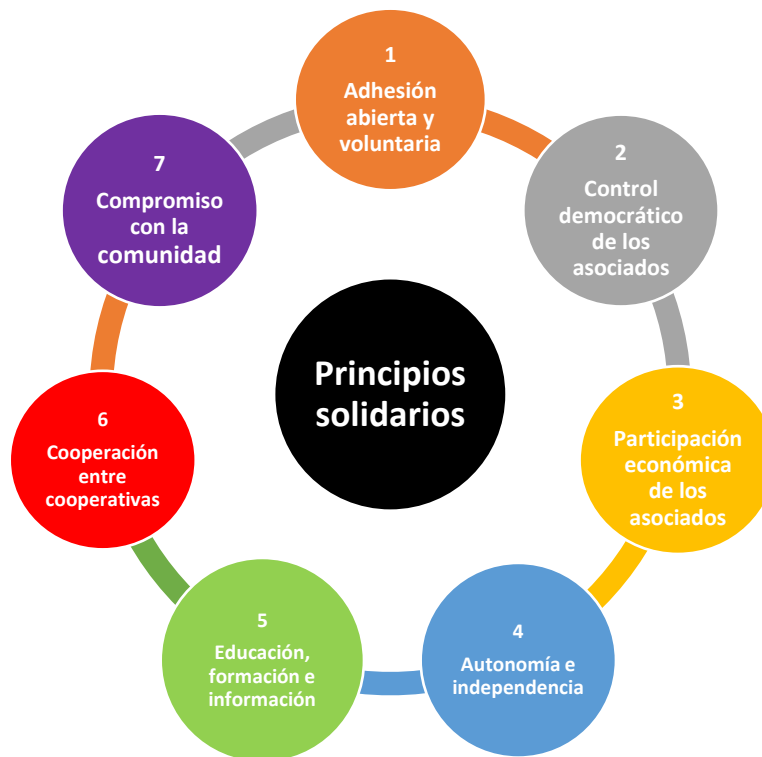 1
Adhesión
abierta y
voluntaria
2
Control
democrático
de los
asociados
3
Participación
económica
de los
asociados
4
Autonomía e
independencia
5
Educación,
formación e
información
6
Cooperación
entre
cooperativas
7
Compromiso
con la
comunidad
Principios
solidarios